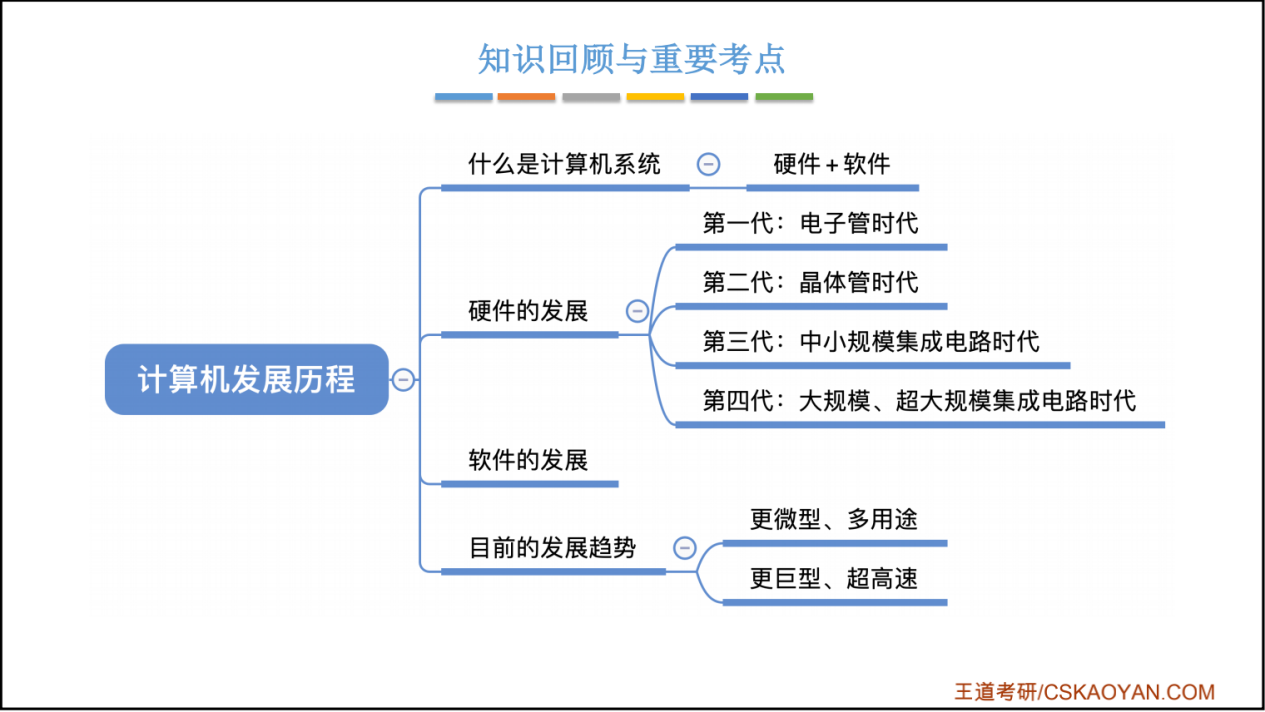 知识回顾与重要考点
什么是计算机系统
硬件+软件
第一代：电子管时代
第二代：晶体管时代
硬件的发展
第三代：中小规模集成电路时代
计算机发展历程
第四代：大规模、超大规模集成电路时代
软件的发展
更微型、多用途
目前的发展趋势
更巨型、超高速
王道考研/CSKAOYAN.COM